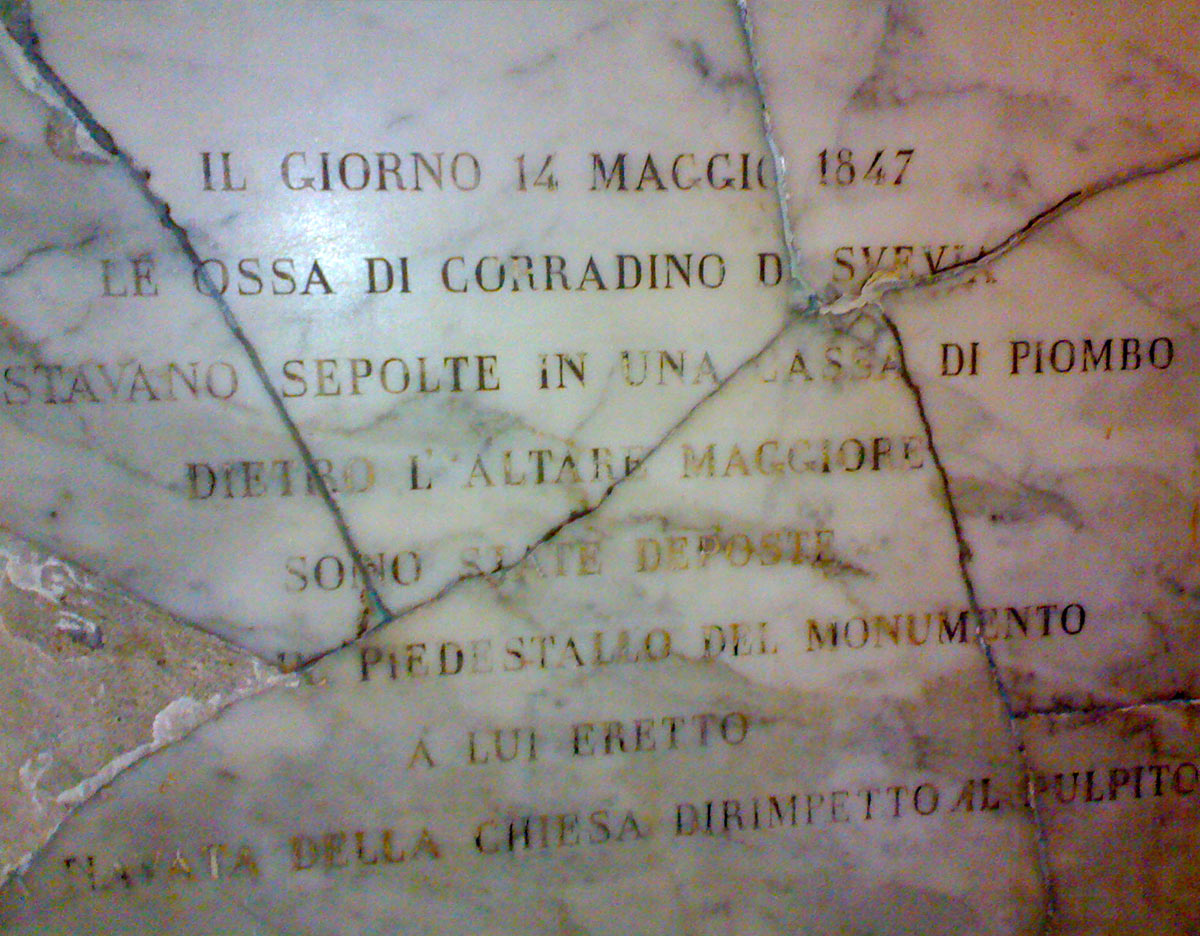 IL GIORNO 14 MAGGIO 1847
LE OSSA DI CORRADINO DI SVEVIA
STAVANO SEPOLTE IN UNA CASSA DI PIOMBO
DIETRO L'ALTARE MAGGIORE
SONO STATE DEPOSTE
PIEDESTALLO DEL MONUMENTO
A LUI ERETTO
NAVATA DELLA CHIESA DIRIMPETTO AL PULPITO